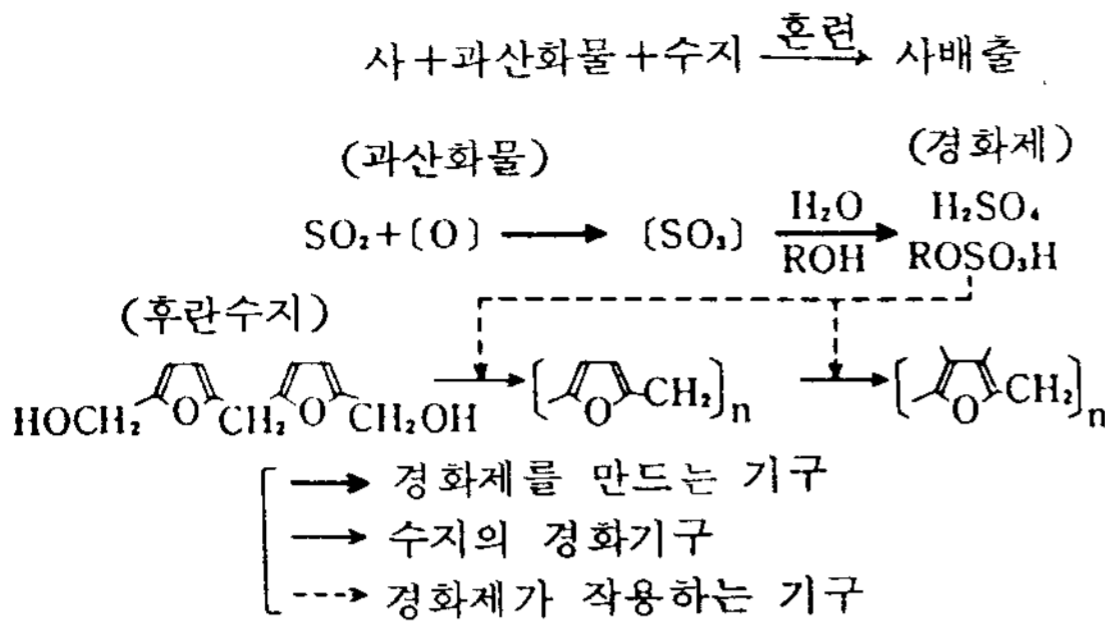 사+과산화물+수지 혼련→ 사배출
(과산화물) (경화제)
SO₂+〔O〕 → 〔SO₃〕 H₂O ROH → H₂SO₄ ROSO₃H
(후란수지)
HOCH₂ O CH₂ O CH₂OH → [O CH₂]n → [O CH₂]n
→ 경화제를 만드는 기구
→ 수지의 경화기구
⇢ 경화제가 작용하는 기구